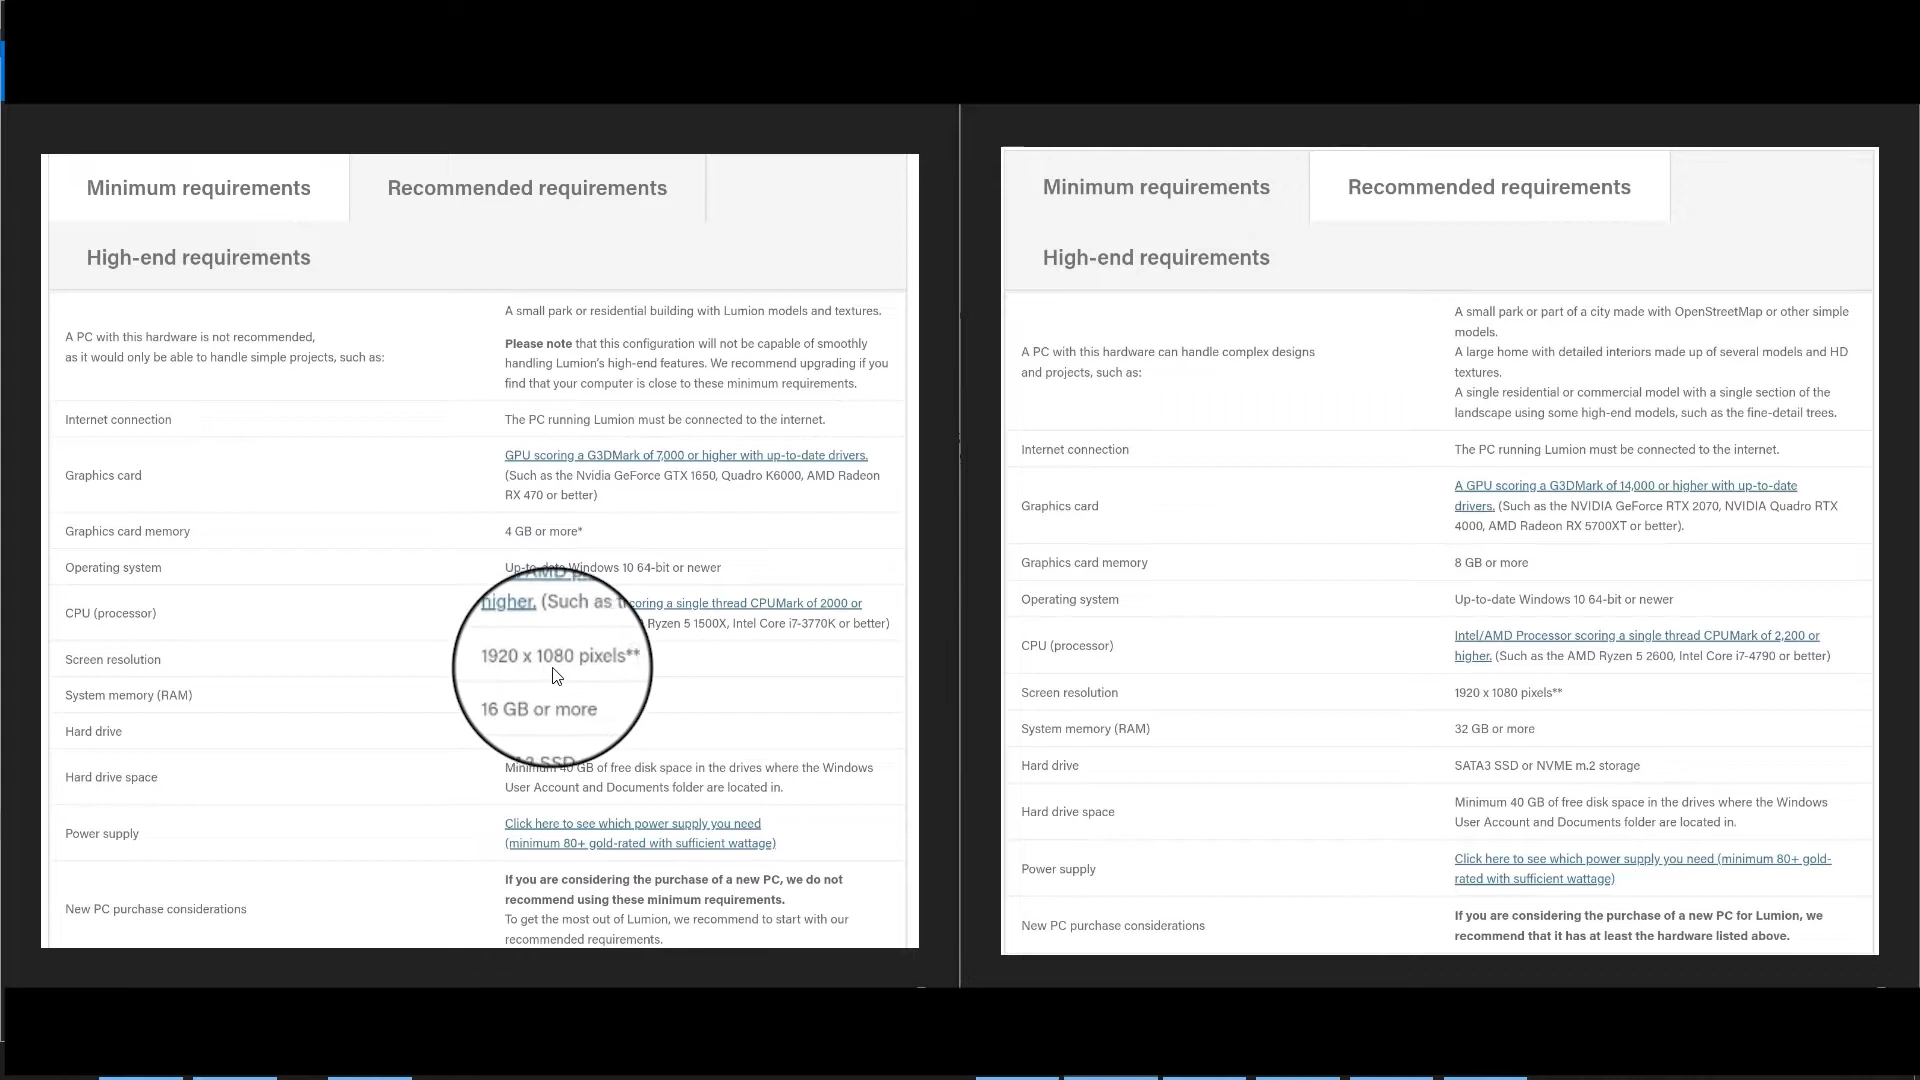 Minimum requirements
Recommended requirements
High-end requirements
A PC with this hardware is not recommended,
as it would only be able to handle simple projects, such as:
A small park or residential building with Lumion models and textures.
Please note that this configuration will not be capable of smoothly
handling Lumion's high-end features. We recommend upgrading if you
find that your computer is close to these minimum requirements.
Internet connection
The PC running Lumion must be connected to the internet.
Graphics card
GPU scoring a G3DMark of 7,000 or higher with up-to-date drivers.
(Such as the Nvidia GeForce GTX 1650, Quadro K6000, AMD Radeon
RX 470 or better)
Graphics card memory
4 GB or more*
Operating system
Up-to-date Windows 10 64-bit or newer
CPU (processor)
higher. (Such as
scoring a single thread CPUMark of 2000 or
Ryzen 5 1500X, Intel Core i7-3770K or better)
Screen resolution
1920 x 1080 pixels**
System memory (RAM)
16 GB or more
Hard drive
SSD
Hard drive space
Minimum 40 GB of free disk space in the drives where the Windows
User Account and Documents folder are located in.
Power supply
Click here to see which power supply you need
(minimum 80+ gold-rated with sufficient wattage)
New PC purchase considerations
If you are considering the purchase of a new PC, we do not
recommend using these minimum requirements.
To get the most out of Lumion, we recommend to start with our
recommended requirements.
Minimum requirements
Recommended requirements
High-end requirements
A PC with this hardware can handle complex designs
and projects, such as:
A small park or part of a city made with OpenStreetMap or other simple
models.
A large home with detailed interiors made up of several models and HD
textures.
A single residential or commercial model with a single section of the
landscape using some high-end models, such as the fine-detail trees.
Internet connection
The PC running Lumion must be connected to the internet.
Graphics card
A GPU scoring a G3DMark of 14,000 or higher with up-to-date
drivers. (Such as the NVIDIA GeForce RTX 2070, NVIDIA Quadro RTX
4000, AMD Radeon RX 5700XT or better).
Graphics card memory
8 GB or more
Operating system
Up-to-date Windows 10 64-bit or newer
CPU (processor)
Intel/AMD Processor scoring a single thread CPUMark of 2,200 or
higher. (Such as the AMD Ryzen 5 2600, Intel Core i7-4790 or better)
Screen resolution
1920 x 1080 pixels**
System memory (RAM)
32 GB or more
Hard drive
SATA3 SSD or NVME m.2 storage
Hard drive space
Minimum 40 GB of free disk space in the drives where the Windows
User Account and Documents folder are located in.
Power supply
Click here to see which power supply you need (minimum 80+ gold-
rated with sufficient wattage)
New PC purchase considerations
If you are considering the purchase of a new PC for Lumion, we
recommend that it has at least the hardware listed above.